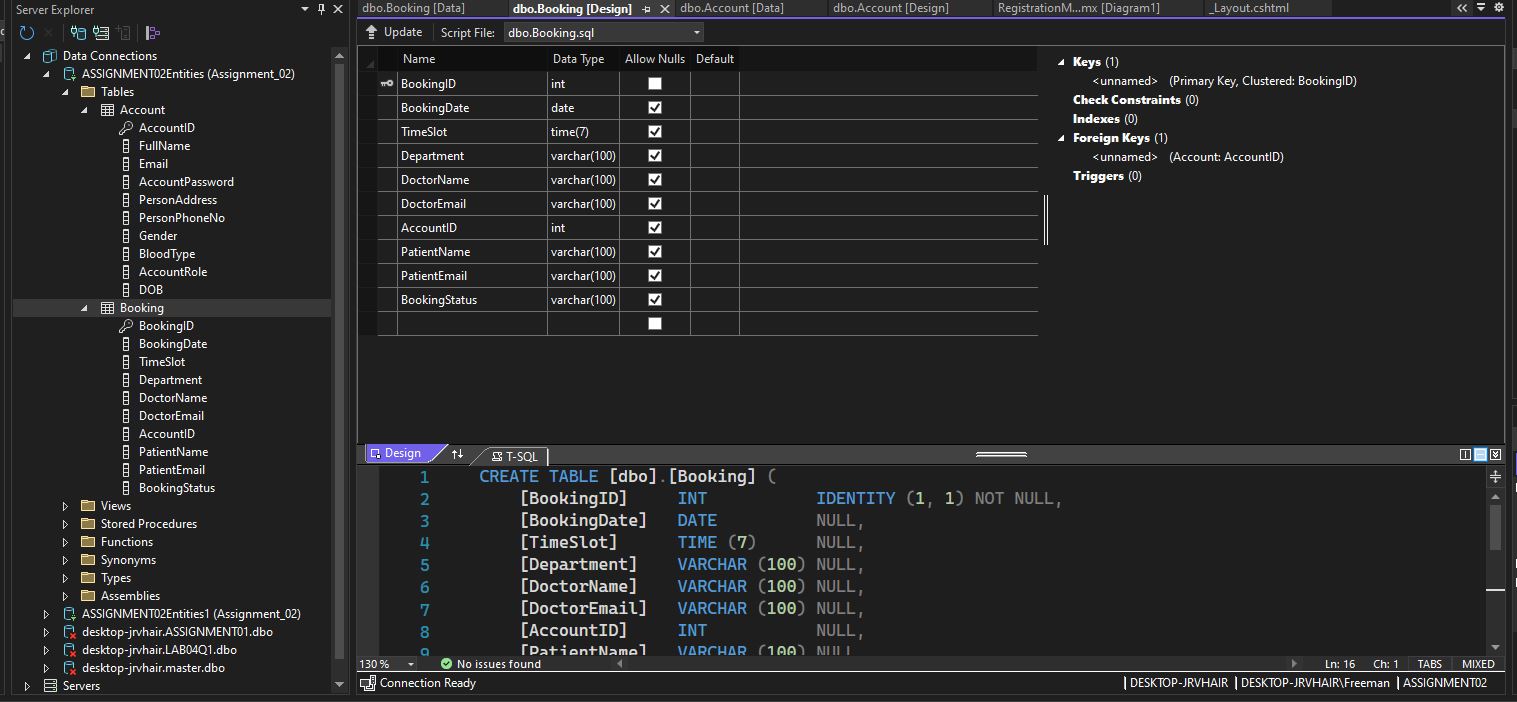 Server Explorer
Data Connections
ASSIGNMENT02Entities (Assignment_02)
Tables
Account
AccountID
FullName
Email
AccountPassword
PersonAddress
PersonPhoneNo
Gender
BloodType
AccountRole
DOB
Booking
BookingID
BookingDate
TimeSlot
Department
DoctorName
DoctorEmail
AccountID
PatientName
PatientEmail
BookingStatus
Views
Stored Procedures
Functions
Synonyms
Types
Assemblies
ASSIGNMENT02Entities1 (Assignment_02)
desktop-jrvhair.ASSIGNMENT01.dbo
desktop-jrvhair.LAB04Q1.dbo
desktop-jrvhair.master.dbo
Servers
dbo.Booking [Data] dbo.Booking [Design] dbo.Account [Data] dbo.Account [Design] RegistrationM...mx [Diagram1] _Layout.cshtml
Update Script File: dbo.Booking.sql
Name Data Type Allow Nulls Default
BookingID int
BookingDate date
TimeSlot time(7)
Department varchar(100)
DoctorName varchar(100)
DoctorEmail varchar(100)
AccountID int
PatientName varchar(100)
PatientEmail varchar(100)
BookingStatus varchar(100)
Keys (1)
<unnamed> (Primary Key, Clustered: BookingID)
Check Constraints (0)
Indexes (0)
Foreign Keys (1)
<unnamed> (Account: AccountID)
Triggers (0)
Design T-SQL
1 CREATE TABLE [dbo].[Booking] (
2 [BookingID] INT IDENTITY (1, 1) NOT NULL,
3 [BookingDate] DATE NULL,
4 [TimeSlot] TIME (7) NULL,
5 [Department] VARCHAR (100) NULL,
6 [DoctorName] VARCHAR (100) NULL,
7 [DoctorEmail] VARCHAR (100) NULL,
8 [AccountID] INT NULL,
9 [PatientName] VARCHAR (100) NULL
130 % No issues found Ln: 16 Ch: 1 TABS MIXED
Connection Ready DESKTOP-JRVHAIR DESKTOP-JRVHAIR\Freeman ASSIGNMENT02